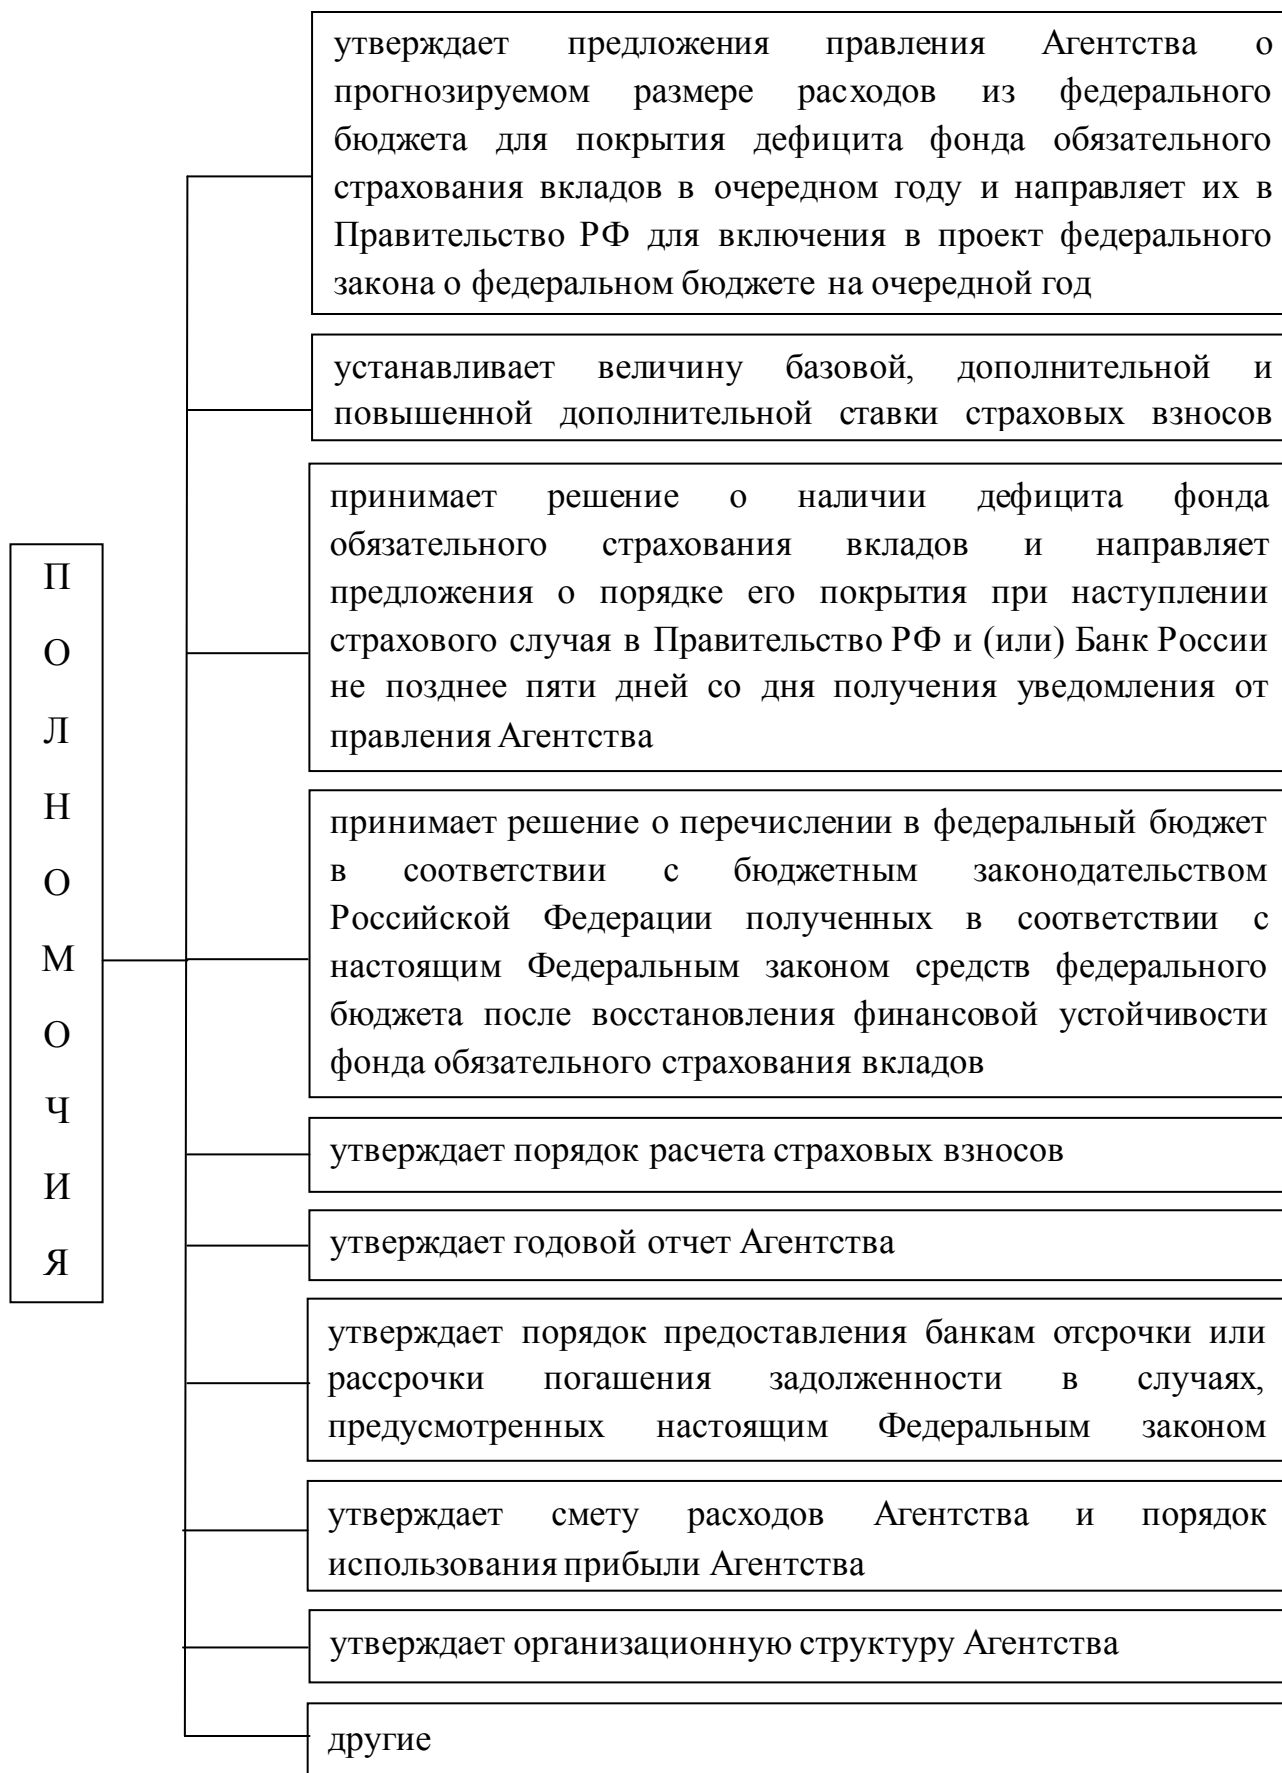 утверждает предложения правления Агентства о
прогнозируемом размере расходов из федерального
бюджета для покрытия дефицита фонда обязательного
страхования вкладов в очередном году и направляет их в
Правительство РФ для включения в проект федерального
закона о федеральном бюджете на очередной год
устанавливает величину базовой, дополнительной и
повышенной дополнительной ставки страховых взносов
принимает решение о наличии дефицита фонда
обязательного страхования вкладов и направляет
предложения о порядке его покрытия при наступлении
страхового случая в Правительство РФ и (или) Банк России
не позднее пяти дней со дня получения уведомления от
правления Агентства
П
О
Л
Н
О
М
О
Ч
И
Я
принимает решение о перечислении в федеральный бюджет
в соответствии с бюджетным законодательством
Российской Федерации полученных в соответствии с
настоящим Федеральным законом средств федерального
бюджета после восстановления финансовой устойчивости
фонда обязательного страхования вкладов
утверждает порядок расчета страховых взносов
утверждает годовой отчет Агентства
утверждает порядок предоставления банкам отсрочки или
рассрочки погашения задолженности в случаях,
предусмотренных настоящим Федеральным законом
утверждает смету расходов Агентства и порядок
использования прибыли Агентства
утверждает организационную структуру Агентства
другие